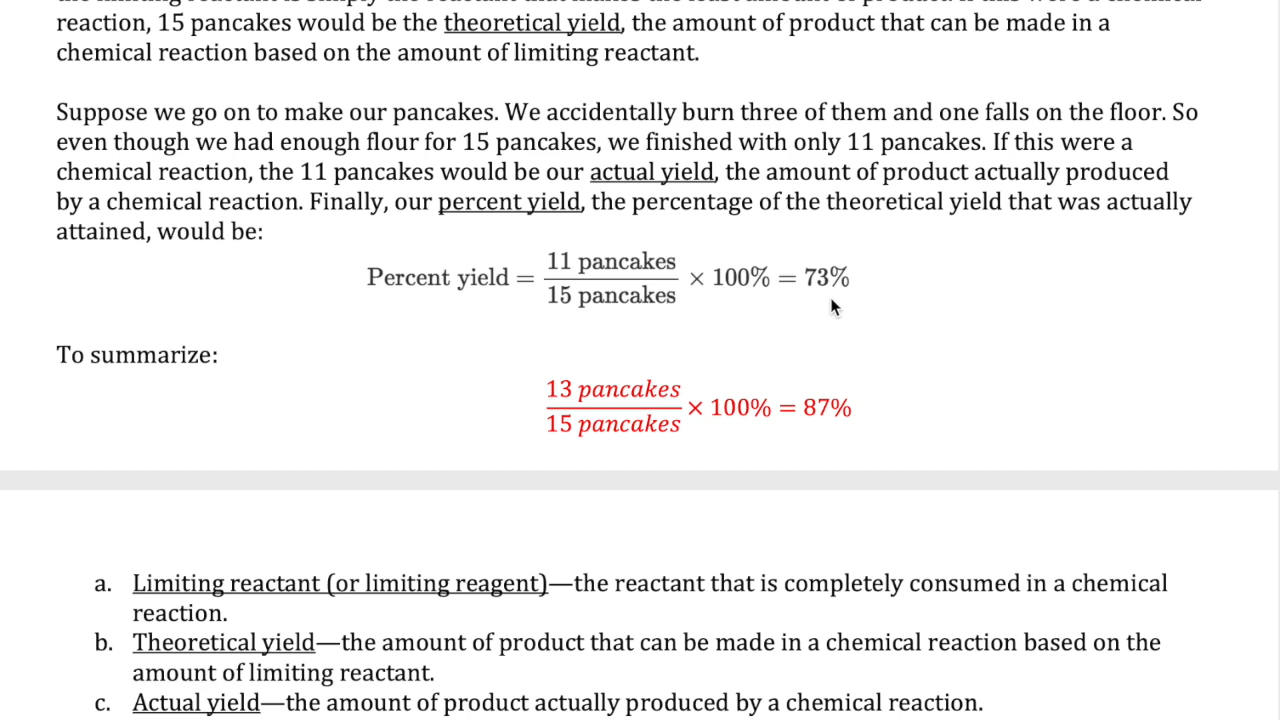 reaction, 15 pancakes would be the theoretical yield, the amount of product that can be made in a
chemical reaction based on the amount of limiting reactant.
Suppose we go on to make our pancakes. We accidentally burn three of them and one falls on the floor. So
even though we had enough flour for 15 pancakes, we finished with only 11 pancakes. If this were a
chemical reaction, the 11 pancakes would be our actual yield, the amount of product actually produced
by a chemical reaction. Finally, our percent yield, the percentage of the theoretical yield that was actually
attained, would be:
Percent yield = 11 pancakes / 15 pancakes × 100% = 73%
To summarize:
13 pancakes / 15 pancakes × 100% = 87%
a. Limiting reactant (or limiting reagent)—the reactant that is completely consumed in a chemical
reaction.
b. Theoretical yield—the amount of product that can be made in a chemical reaction based on the
amount of limiting reactant.
c. Actual yield—the amount of product actually produced by a chemical reaction.